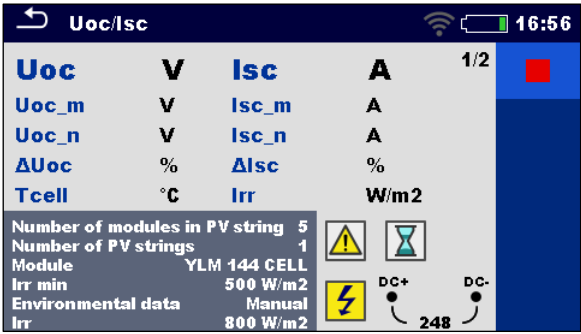 Uoc/Isc 16:56
Uoc V Isc A 1/2
Uoc_m V Isc_m A
Uoc_n V Isc_n A
ΔUoc % ΔIsc %
Tcell °C Irr W/m2
Number of modules in PV string 5
Number of PV strings 1
Module YLM 144 CELL
Irr min 500 W/m2
Environmental data Manual
Irr 800 W/m2
DC+ DC-
248